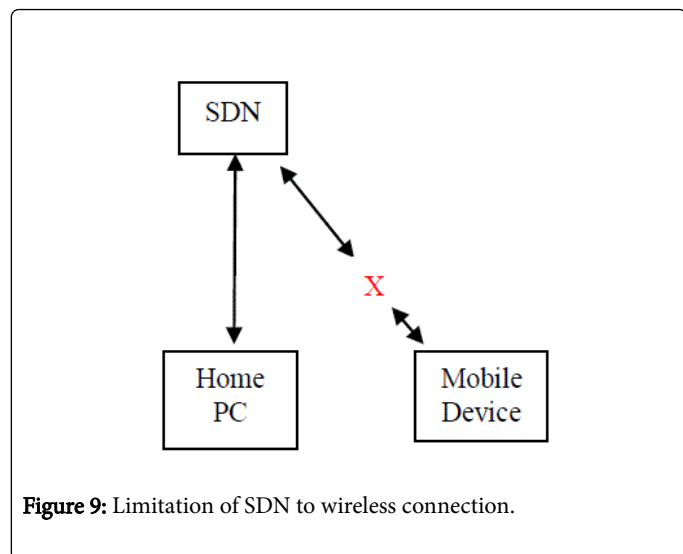 SDN
X
Home
PC
Mobile
Device
Figure 9: Limitation of SDN to wireless connection.